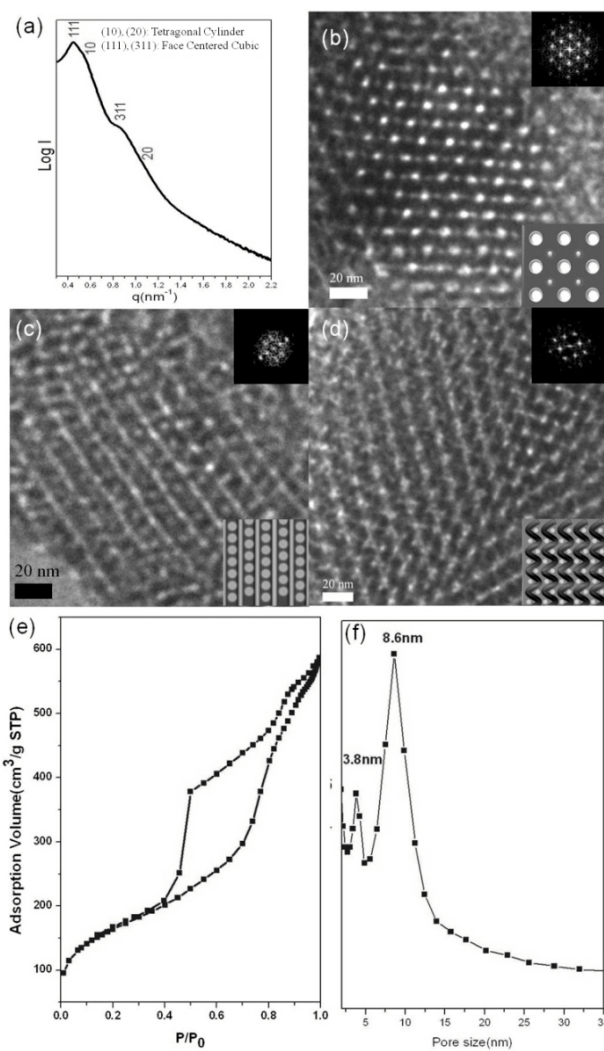 (a)
111
10
311
20
(10), (20): Tetragonal Cylinder
(111), (311): Face Centered Cubic
Log I
0.4 0.6 0.8 1.0 1.2 1.4 1.6 1.8 2.0 2.2
q(nm⁻¹)
(b)
20 nm
(c)
20 nm
(d)
20 nm
(e)
600
500
400
300
200
100
Adsorption Volume(cm³/g STP)
0.0 0.2 0.4 0.6 0.8 1.0
P/P₀
(f)
8.6nm
3.8nm
5 10 15 20 25 30 35
Pore size(nm)